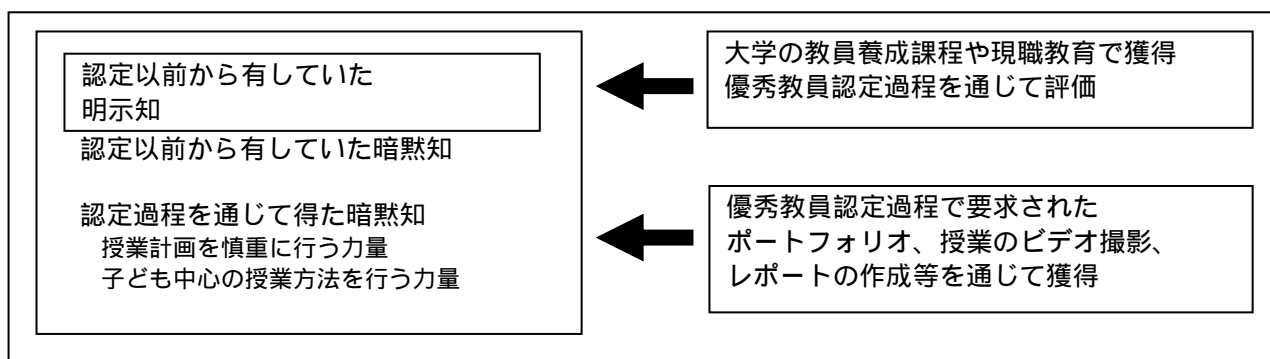 認定以前から有していた
明示知
認定以前から有していた暗黙知
認定過程を通じて得た暗黙知
授業計画を慎重に行う力量
子ども中心の授業方法を行う力量
大学の教員養成課程や現職教育で獲得
優秀教員認定過程を通じて評価
優秀教員認定過程で要求された
ポートフォリオ、授業のビデオ撮影、
レポートの作成等を通じて獲得